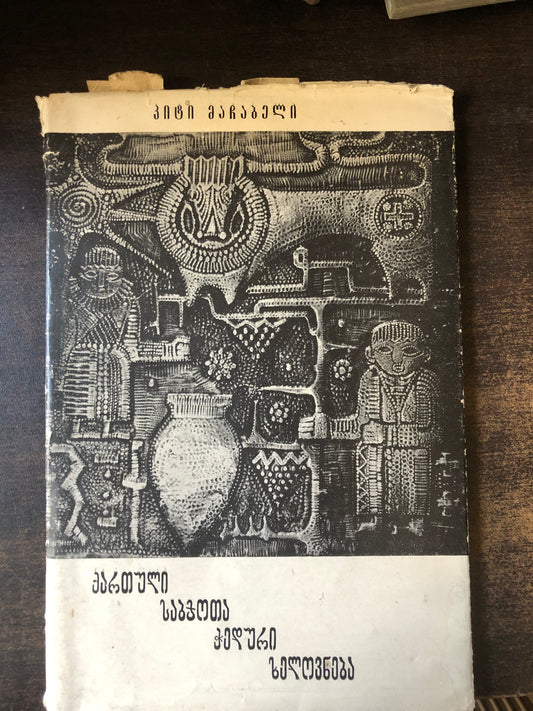 კიტი მაჩაბელი
ქართული
საბჭოთა
ჭედური
ხელოვნება